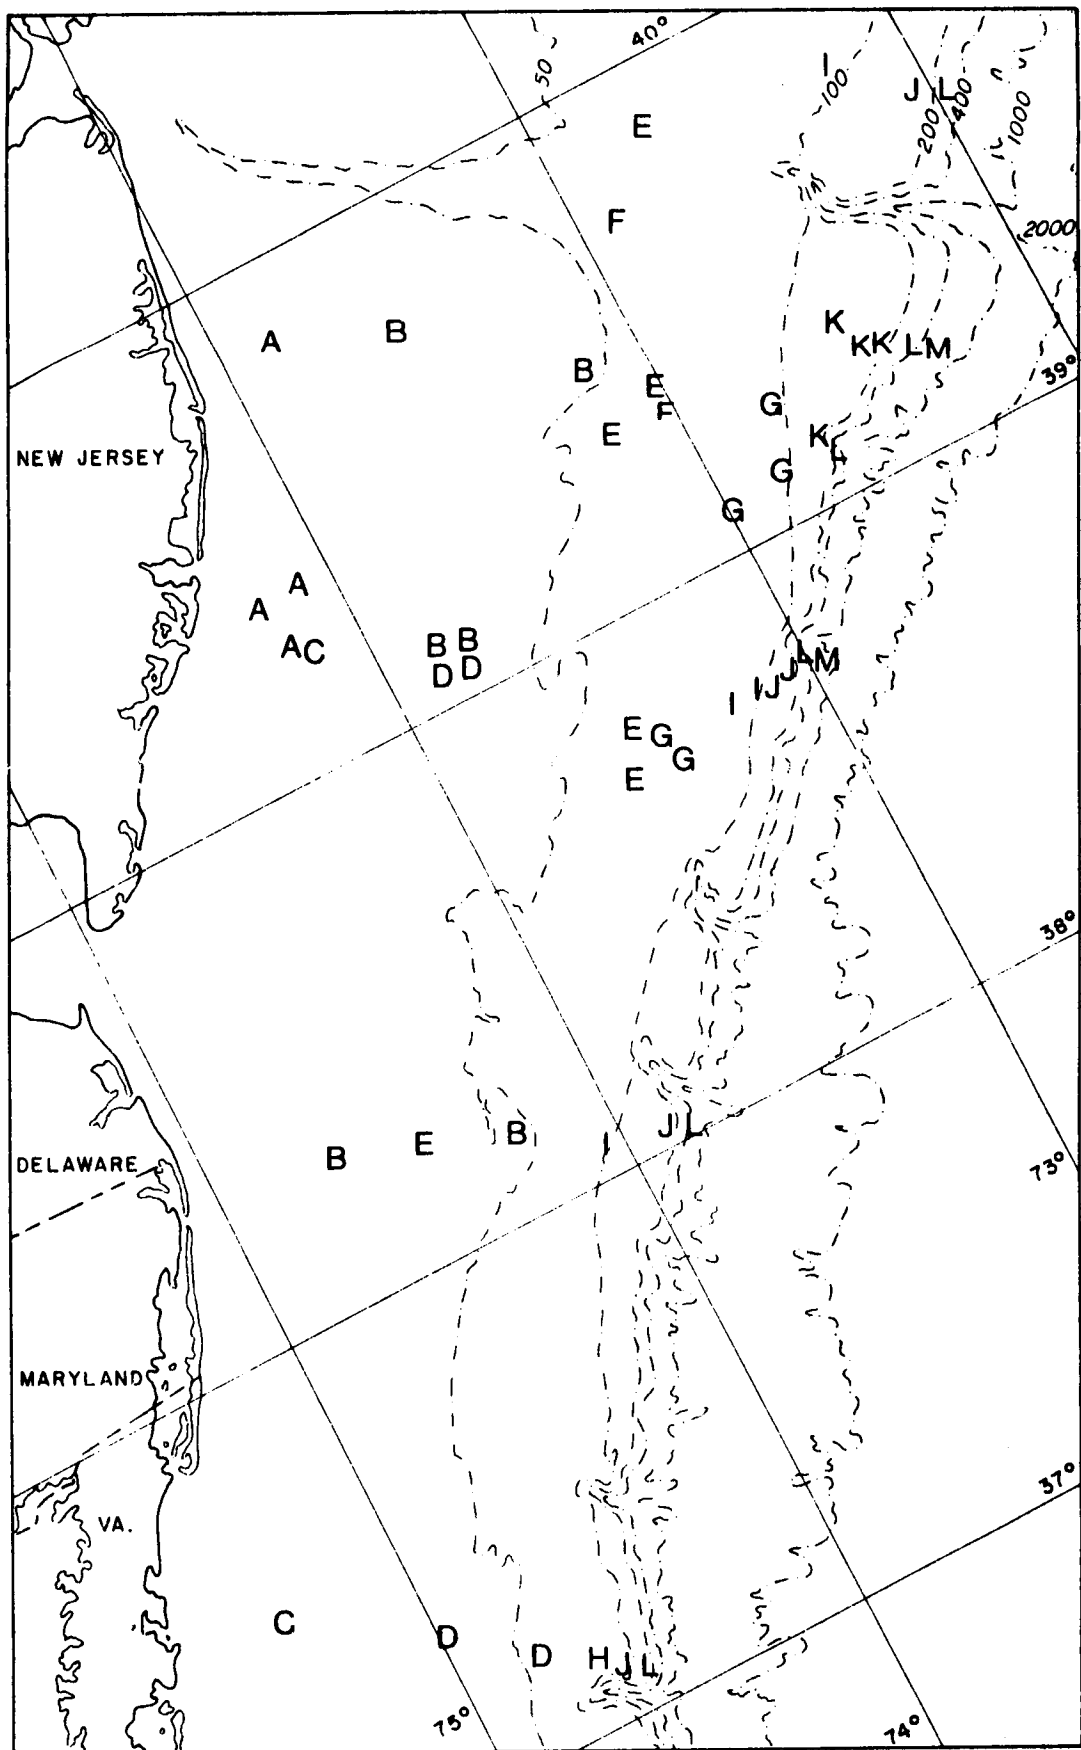 40°
50
I
-100
J L
200
400
1000
E
F
2000
A B
K
K K L M
B
E
F
39°
G
E
K
L
NEW JERSEY
G
G
A
A
A C
B B
D D
L M
I I J J
E G
G
E
38°
J L
B E B I
DELAWARE
73°
MARYLAND
37°
VA.
C D
D H J L
75°
74°